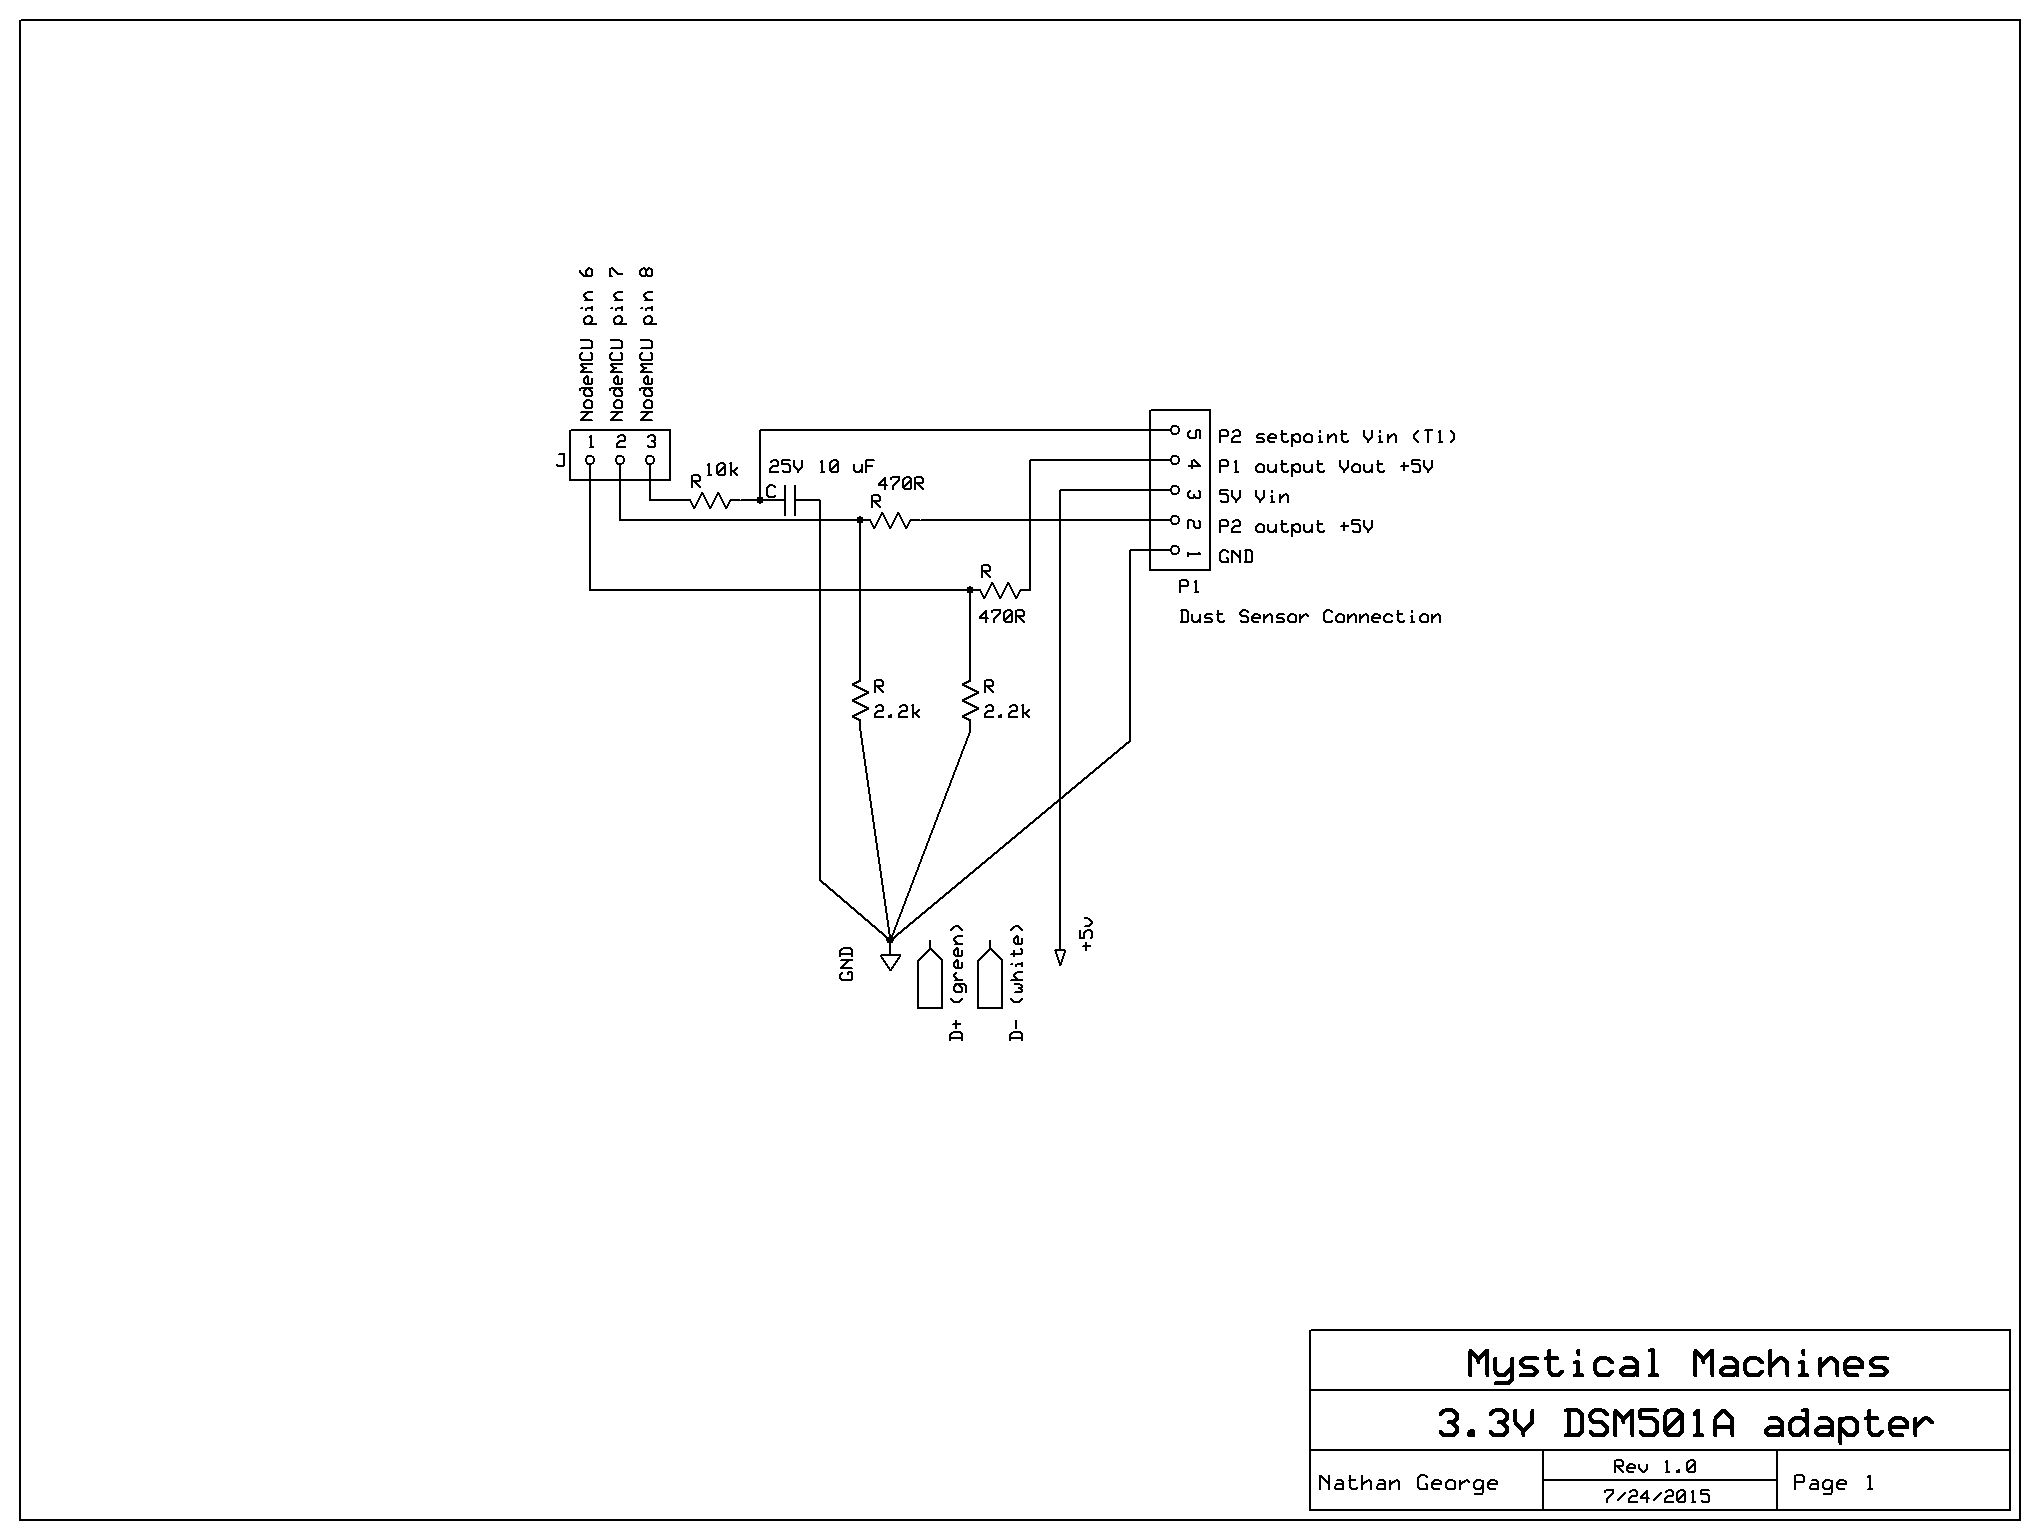 NodeMCU pin 6
NodeMCU pin 7
NodeMCU pin 8
J
1 2 3
R
10k
25V 10 uF
C
470R
R
R
470R
R
2.2k
R
2.2k
5
4
3
2
1
P2 setpoint Vin (T1)
P1 output Vout +5V
5V Vin
P2 output +5V
GND
P1
Dust Sensor Connection
GND
D+ (green)
D- (white)
+5v
Mystical Machines
3.3V DSM501A adapter
Nathan George
Rev 1.0
7/24/2015
Page 1